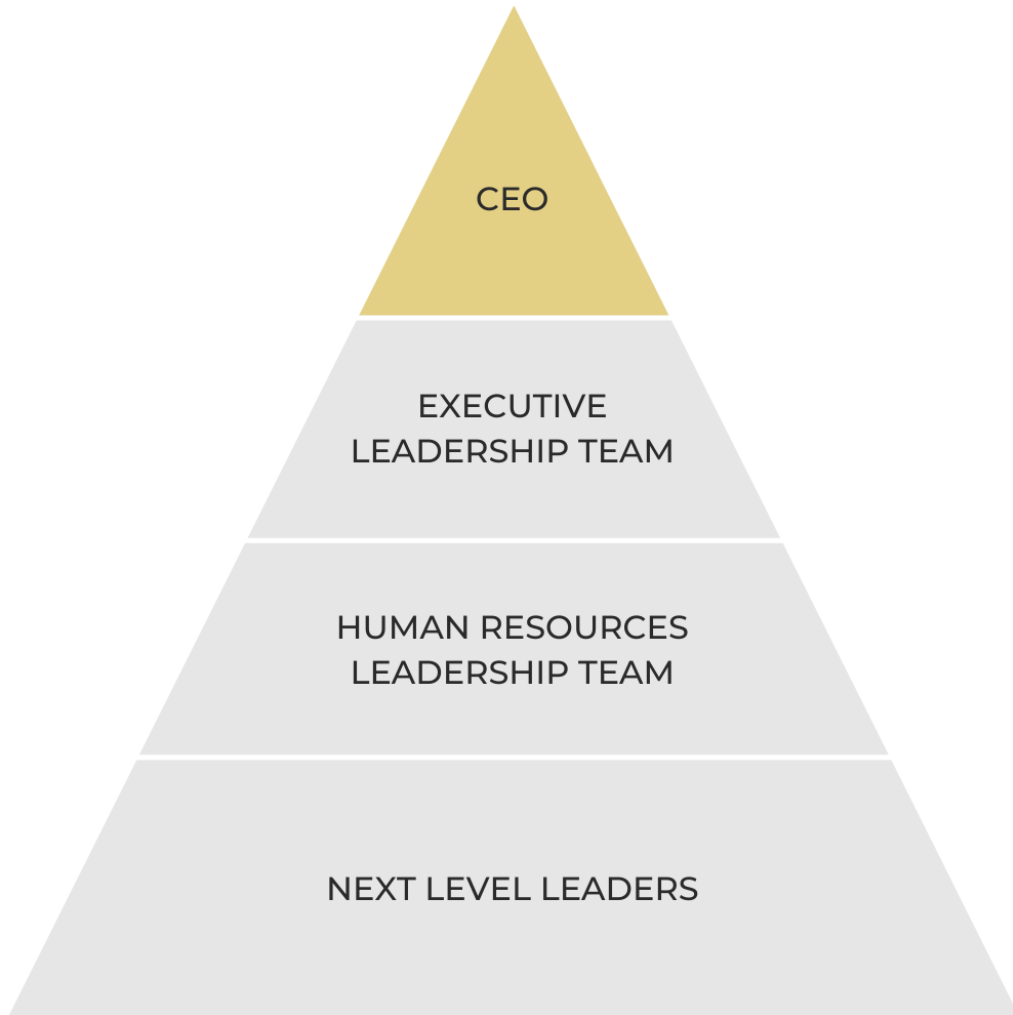 CEO
EXECUTIVE
LEADERSHIP TEAM
HUMAN RESOURCES
LEADERSHIP TEAM
NEXT LEVEL LEADERS